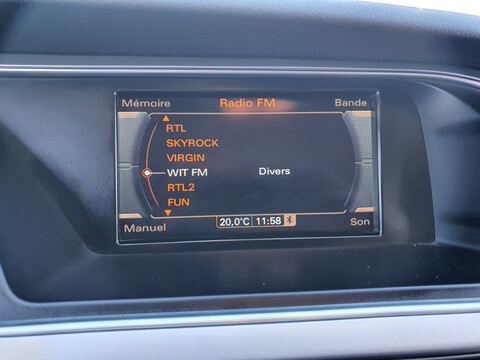 Mémoire Radio FM Bande
RTL
SKYROCK
VIRGIN
WIT FM Divers
RTL2
FUN
Manuel 20,0°C 11:58 Son